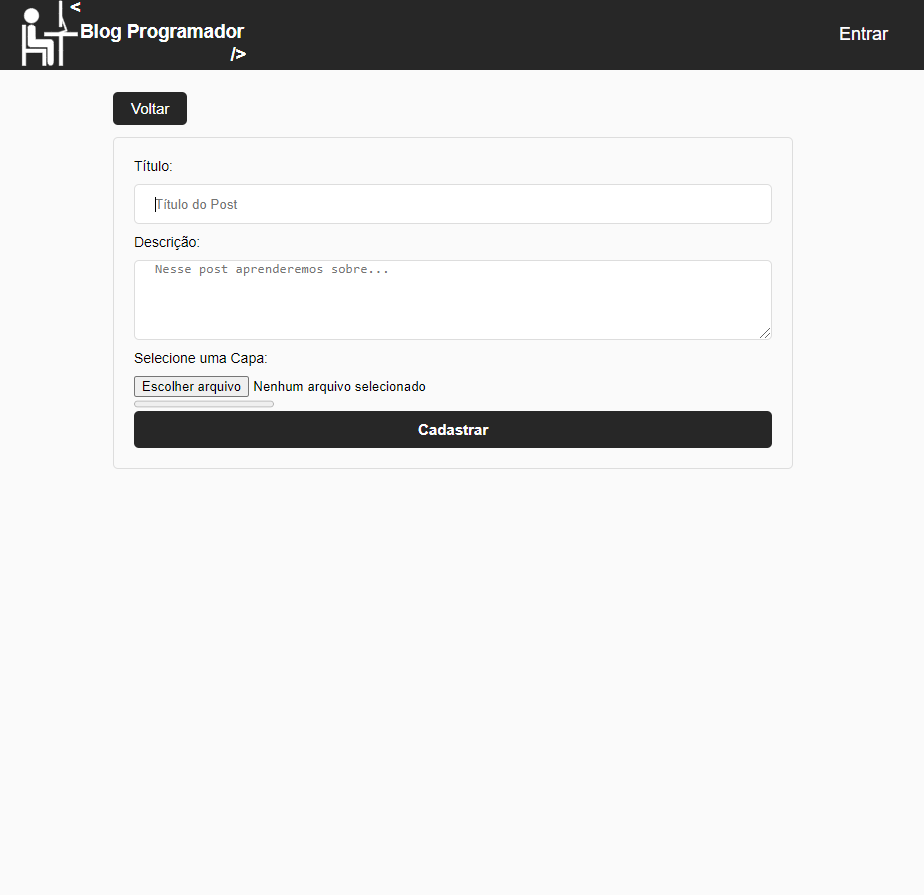 <
Blog Programador
/>
Entrar
Voltar
Título:
Título do Post
Descrição:
Nesse post aprenderemos sobre...
Selecione uma Capa:
Escolher arquivo Nenhum arquivo selecionado
Cadastrar